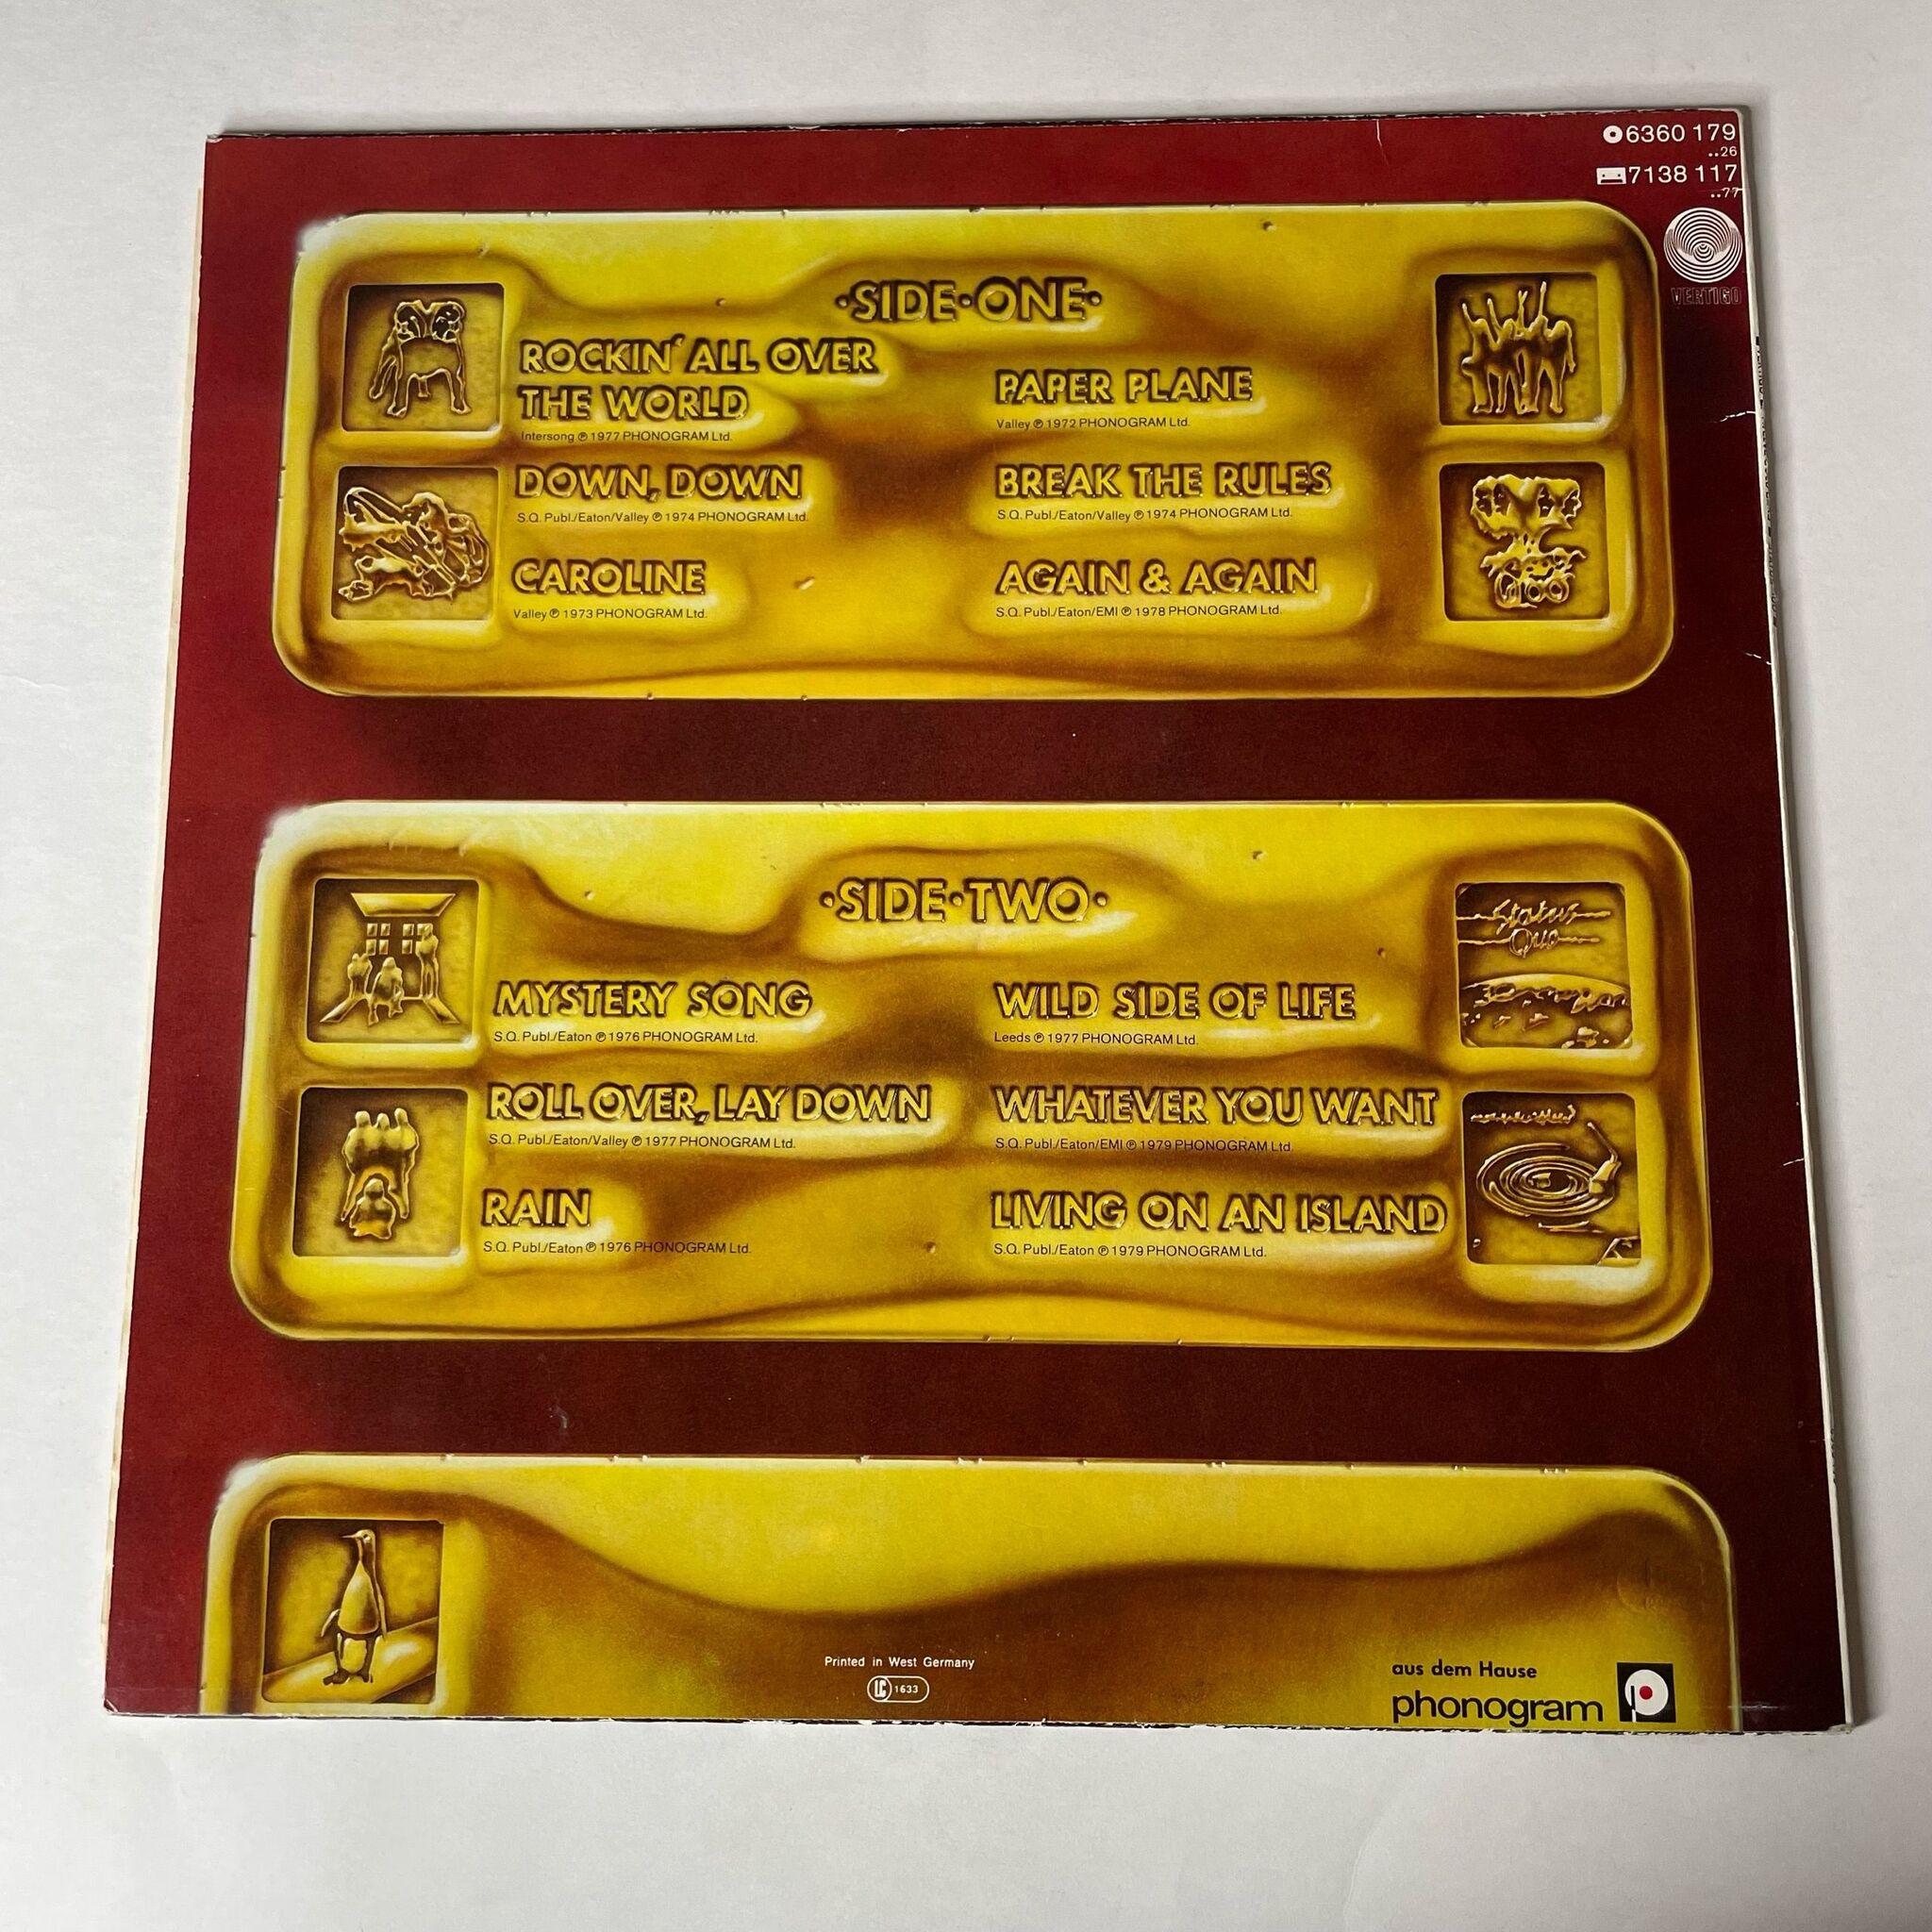 6360 179
..26
7138 117
..77
VERTIGO
·SIDE·ONE·
ROCKIN' ALL OVER
THE WORLD
Intersong ℗ 1977 PHONOGRAM Ltd.
DOWN, DOWN
S.Q. Publ./Eaton/Valley ℗ 1974 PHONOGRAM Ltd.
CAROLINE
Valley ℗ 1973 PHONOGRAM Ltd.
PAPER PLANE
Valley ℗ 1972 PHONOGRAM Ltd.
BREAK THE RULES
S.Q. Publ./Eaton/Valley ℗ 1974 PHONOGRAM Ltd.
AGAIN & AGAIN
S.Q. Publ./Eaton/EMI ℗ 1978 PHONOGRAM Ltd.
·SIDE·TWO·
MYSTERY SONG
S.Q. Publ./Eaton ℗ 1976 PHONOGRAM Ltd.
ROLL OVER, LAY DOWN
S.Q. Publ./Eaton/Valley ℗ 1977 PHONOGRAM Ltd.
RAIN
S.Q. Publ./Eaton ℗ 1976 PHONOGRAM Ltd.
WILD SIDE OF LIFE
Leeds ℗ 1977 PHONOGRAM Ltd.
WHATEVER YOU WANT
S.Q. Publ./Eaton/EMI ℗ 1979 PHONOGRAM Ltd.
LIVING ON AN ISLAND
S.Q. Publ./Eaton ℗ 1979 PHONOGRAM Ltd.
Status
Quo
Printed in West Germany
LC 1633
aus dem Hause
phonogram